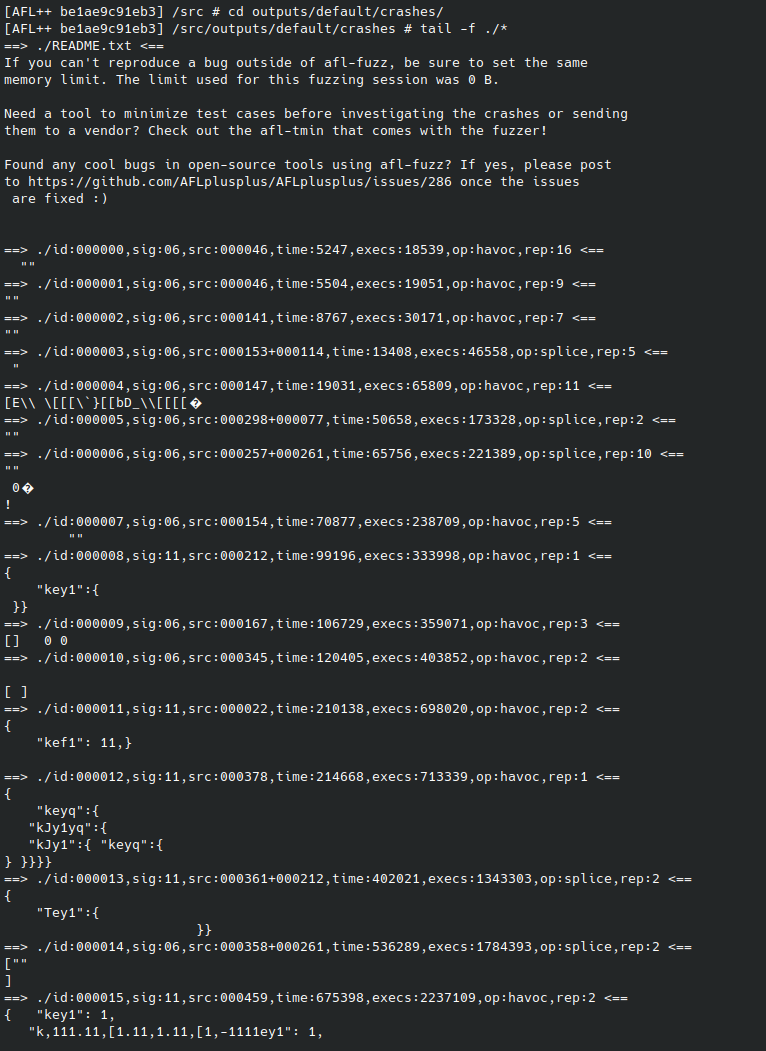 [AFL++ be1ae9c91eb3] /src # cd outputs/default/crashes/
[AFL++ be1ae9c91eb3] /src/outputs/default/crashes # tail -f ./*
==> ./README.txt <==
If you can't reproduce a bug outside of afl-fuzz, be sure to set the same
memory limit. The limit used for this fuzzing session was 0 B.

Need a tool to minimize test cases before investigating the crashes or sending
them to a vendor? Check out the afl-tmin that comes with the fuzzer!

Found any cool bugs in open-source tools using afl-fuzz? If yes, please post
to https://github.com/AFLplusplus/AFLplusplus/issues/286 once the issues
 are fixed :)

==> ./id:000000,sig:06,src:000046,time:5247,execs:18539,op:havoc,rep:16 <==
  ""
==> ./id:000001,sig:06,src:000046,time:5504,execs:19051,op:havoc,rep:9 <==
""
==> ./id:000002,sig:06,src:000141,time:8767,execs:30171,op:havoc,rep:7 <==
""
==> ./id:000003,sig:06,src:000153+000114,time:13408,execs:46558,op:splice,rep:5 <==
 "
==> ./id:000004,sig:06,src:000147,time:19031,execs:65809,op:havoc,rep:11 <==
[E\\ \[[[\`}[[bD_\\[[[[�
==> ./id:000005,sig:06,src:000298+000077,time:50658,execs:173328,op:splice,rep:2 <==
""
==> ./id:000006,sig:06,src:000257+000261,time:65756,execs:221389,op:splice,rep:10 <==
""
 0�
!
==> ./id:000007,sig:06,src:000154,time:70877,execs:238709,op:havoc,rep:5 <==
        ""
==> ./id:000008,sig:11,src:000212,time:99196,execs:333998,op:havoc,rep:1 <==
{
    "key1":{
 }}
==> ./id:000009,sig:06,src:000167,time:106729,execs:359071,op:havoc,rep:3 <==
[]   0 0
==> ./id:000010,sig:06,src:000345,time:120405,execs:403852,op:havoc,rep:2 <==

[ ]
==> ./id:000011,sig:11,src:000022,time:210138,execs:698020,op:havoc,rep:2 <==
{
    "kef1": 11,}

==> ./id:000012,sig:11,src:000378,time:214668,execs:713339,op:havoc,rep:1 <==
{
    "keyq":{
   "kJy1yq":{
   "kJy1":{ "keyq":{
} }}}}
==> ./id:000013,sig:11,src:000361+000212,time:402021,execs:1343303,op:splice,rep:2 <==
{
    "Tey1":{
                        }}
==> ./id:000014,sig:06,src:000358+000261,time:536289,execs:1784393,op:splice,rep:2 <==
[""
]
==> ./id:000015,sig:11,src:000459,time:675398,execs:2237109,op:havoc,rep:2 <==
{   "key1": 1,
   "k,111.11,[1.11,1.11,[1,-1111ey1": 1,